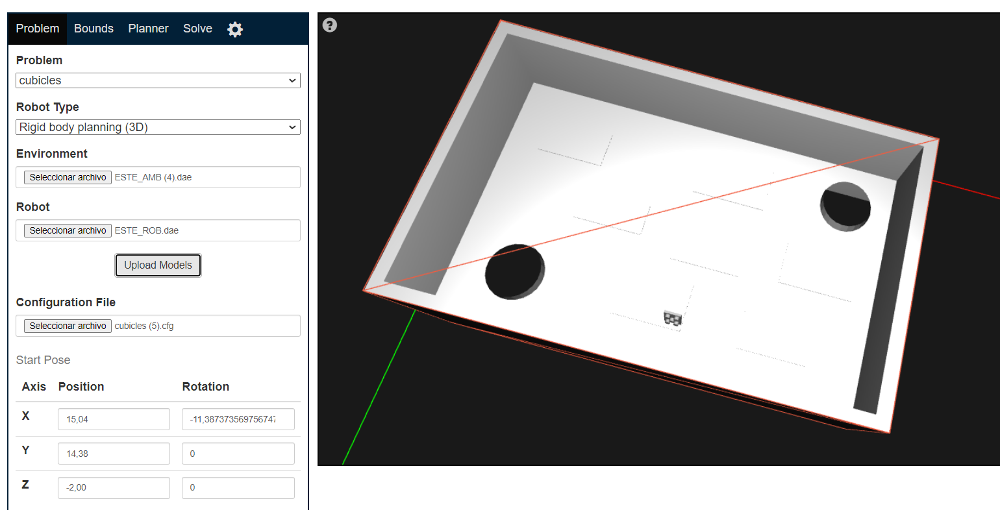 Problem Bounds Planner Solve
?
Problem
cubicles
Robot Type
Rigid body planning (3D)
Environment
Seleccionar archivo ESTE_AMB (4).dae
Robot
Seleccionar archivo ESTE_ROB.dae
Upload Models
Configuration File
Seleccionar archivo cubicles (5).cfg
Start Pose
Axis Position Rotation
X 15,04 -11,387373569756747
Y 14,38 0
Z -2,00 0